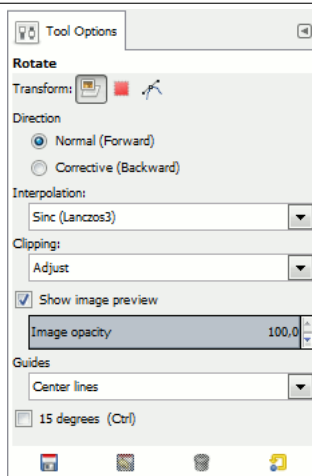 Tool Options
Rotate
Transform:
Direction
Normal (Forward)
Corrective (Backward)
Interpolation:
Sinc (Lanczos3)
Clipping:
Adjust
Show image preview
Image opacity 100,0
Guides
Center lines
15 degrees (Ctrl)